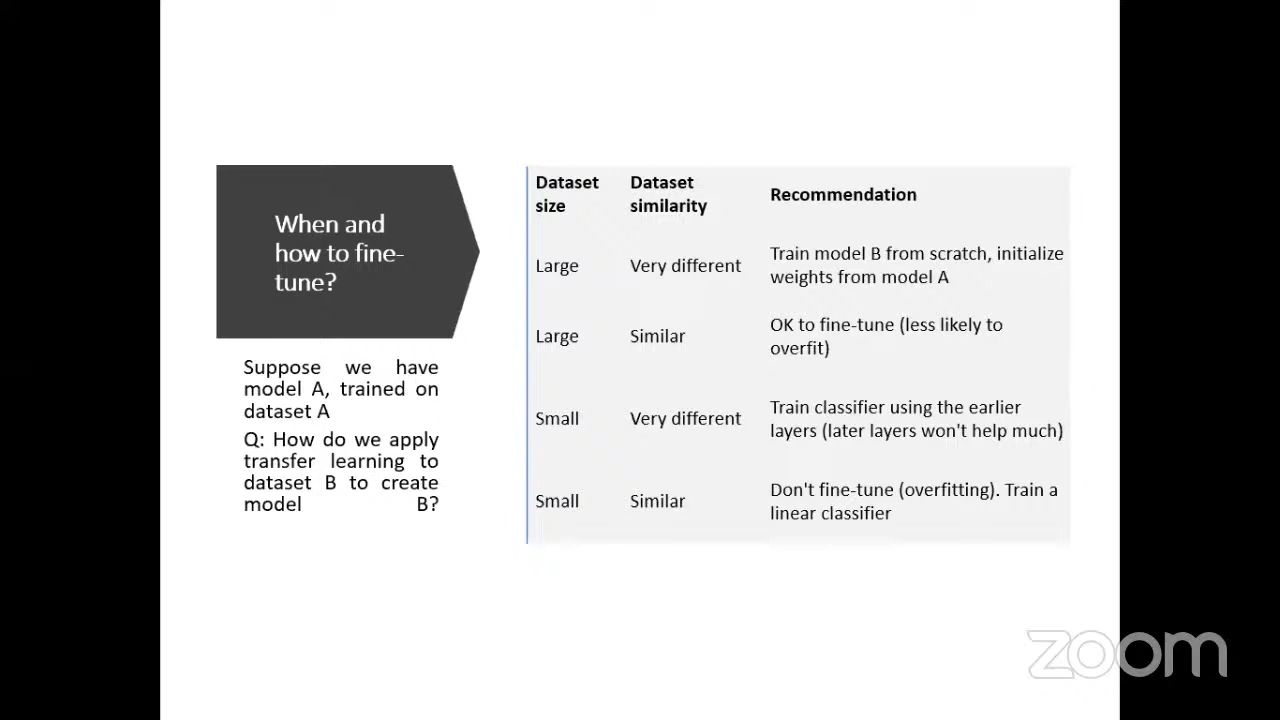 When and
how to fine-
tune?
Suppose we have
model A, trained on
dataset A
Q: How do we apply
transfer learning to
dataset B to create
model B?
Dataset size Dataset similarity Recommendation
Large Very different Train model B from scratch, initialize
weights from model A
Large Similar OK to fine-tune (less likely to
overfit)
Small Very different Train classifier using the earlier
layers (later layers won't help much)
Small Similar Don't fine-tune (overfitting). Train a
linear classifier
zoom